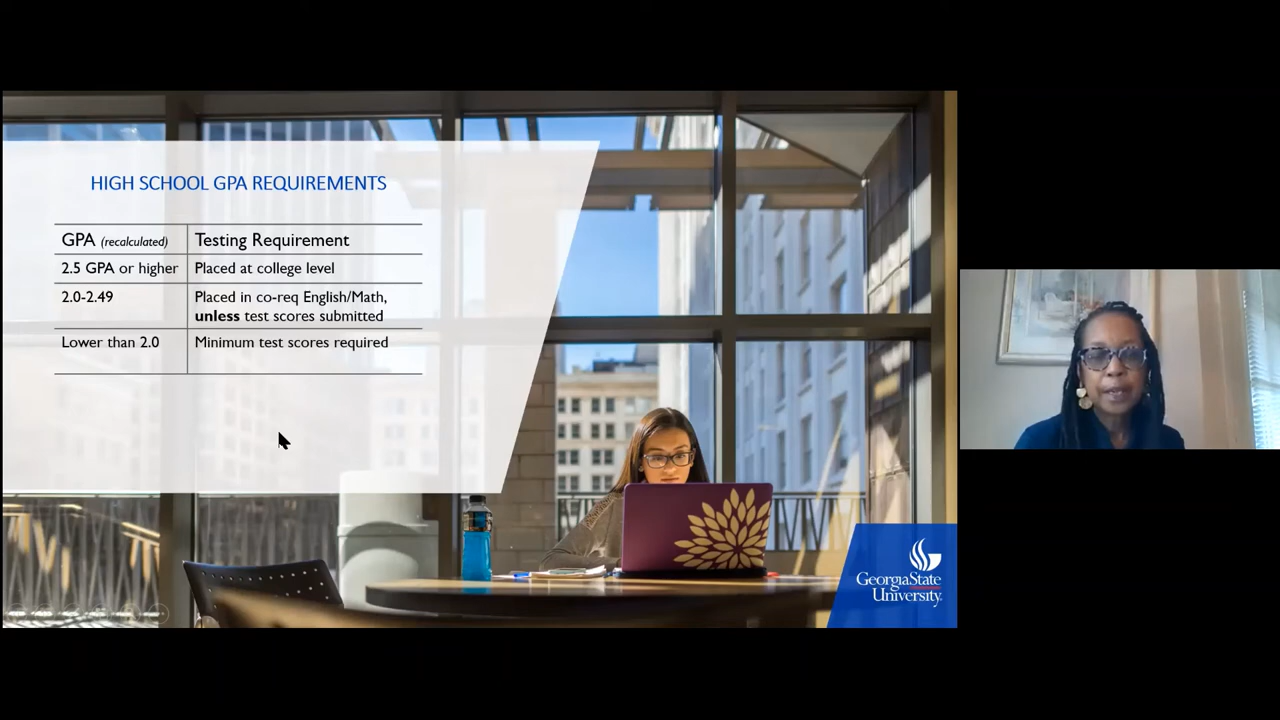 HIGH SCHOOL GPA REQUIREMENTS
GPA (recalculated) Testing Requirement
2.5 GPA or higher Placed at college level
2.0-2.49 Placed in co-req English/Math,
unless test scores submitted
Lower than 2.0 Minimum test scores required
GeorgiaState
University